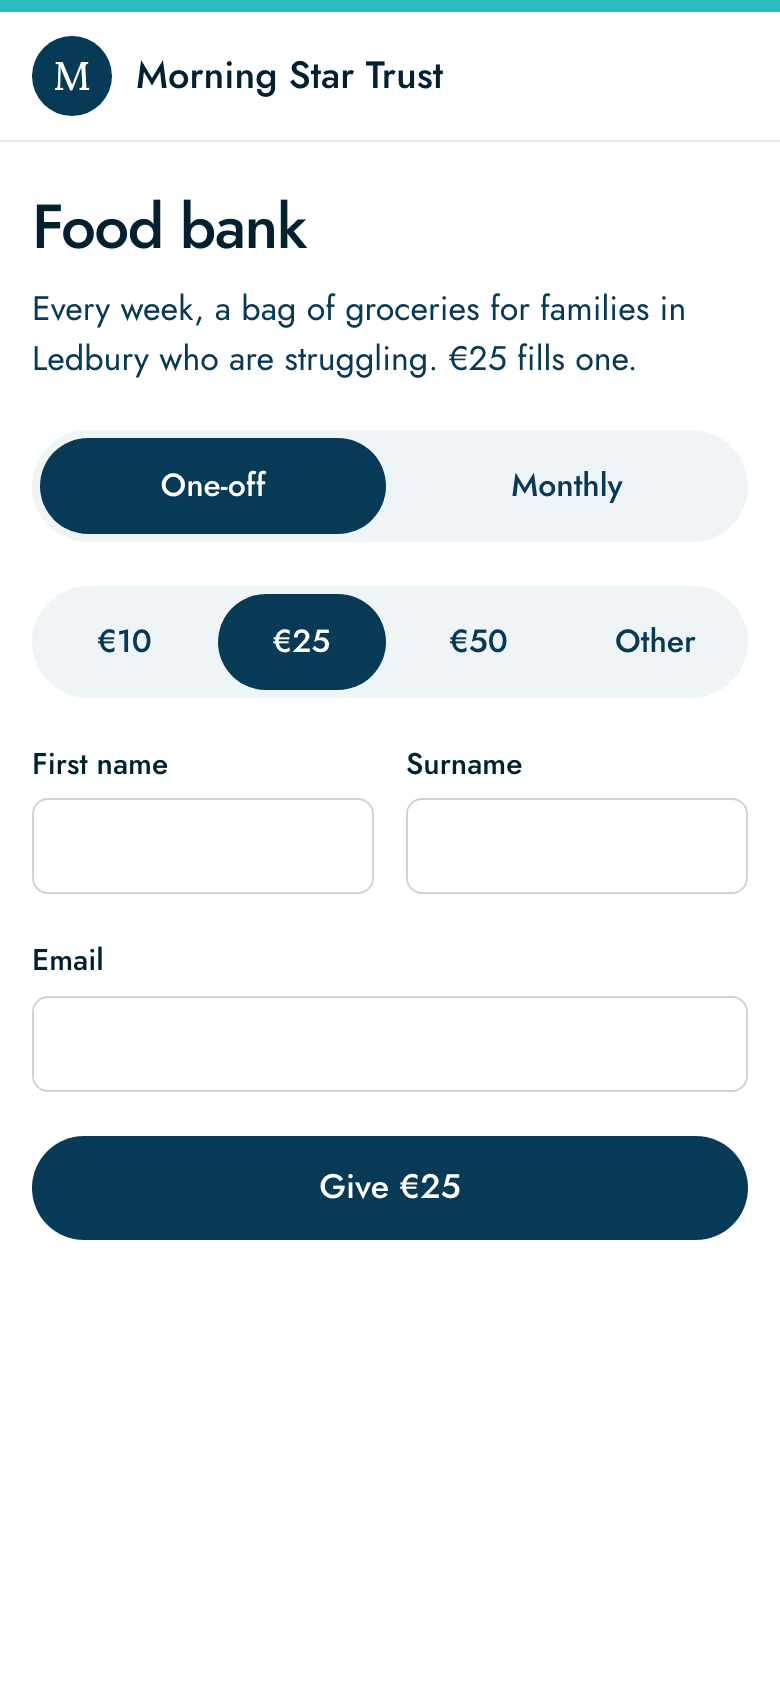 M
Morning Star Trust
Food bank
Every week, a bag of groceries for families in
Ledbury who are struggling. €25 fills one.
One-off
Monthly
€10
€25
€50
Other
First name
Surname
Email
Give €25